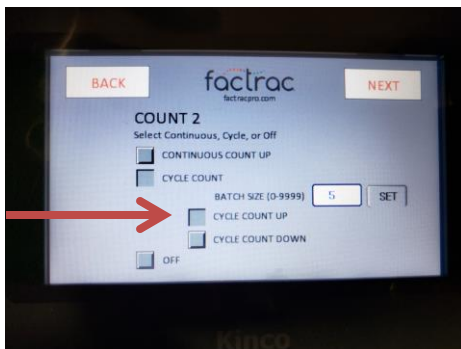 BACK
factrac
NEXT
factracpro.com
COUNT 2
Select Continuous, Cycle, or Off
CONTINUOUS COUNT UP
CYCLE COUNT
BATCH SIZE (0-9999) 5 SET
CYCLE COUNT UP
CYCLE COUNT DOWN
OFF
Kinco